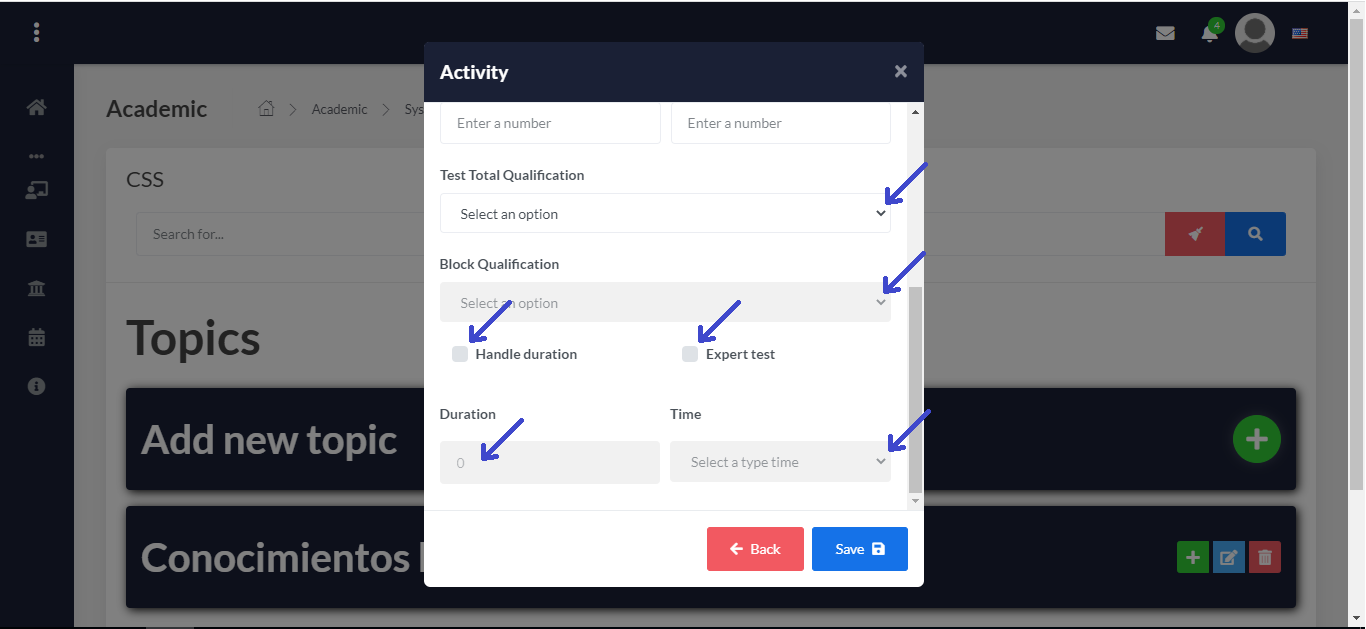 4
Activity
Academic
Academic
Sys
Enter a number
Enter a number
Test Total Qualification
CSS
Select an option
Search for...
Block Qualification
Select an option
Topics
Handle duration
Expert test
Duration
Time
Add new topic
0
Select a type time
Back
Save
Conocimientos